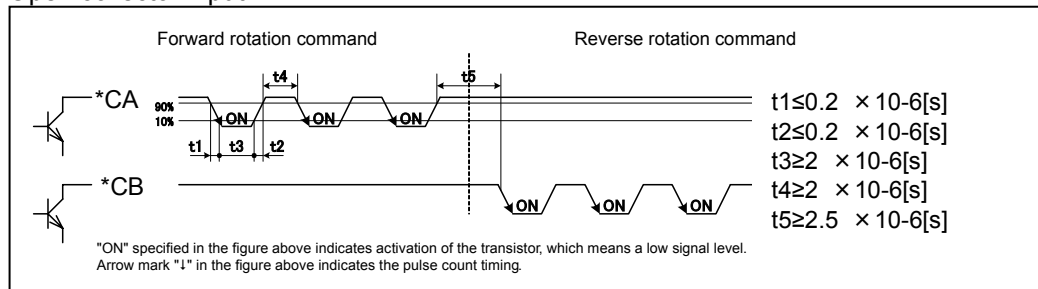 Forward rotation command Reverse rotation command
t4 t5
*CA 90% ON ON ON t1≤0.2 ×10-6[s]
10% t2≤0.2 ×10-6[s]
t1 t3 t2 t3≥2 ×10-6[s]
*CB t4≥2 ×10-6[s]
ON ON ON t5≥2.5 ×10-6[s]
"ON" specified in the figure above indicates activation of the transistor, which means a low signal level.
Arrow mark "↓" in the figure above indicates the pulse count timing.